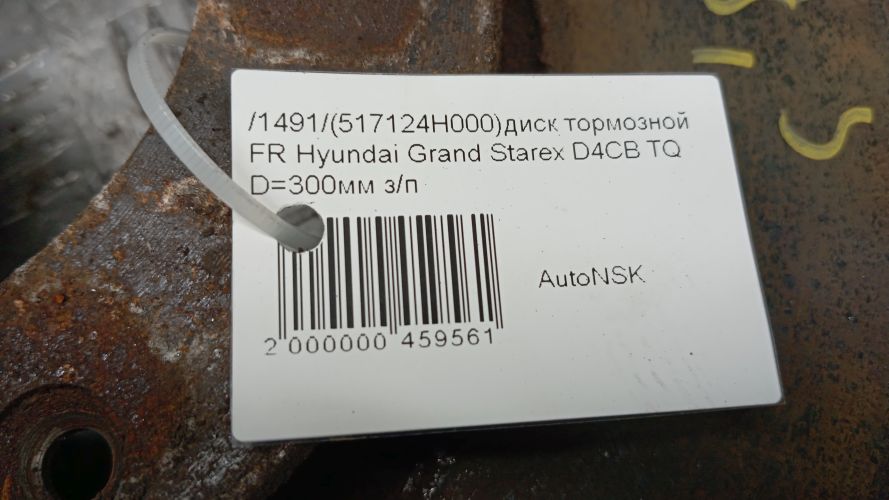 /1491/(517124H000)диск тормозной
FR Hyundai Grand Starex D4CB TQ
D=300мм з/п
AutoNSK
2 000000 459561